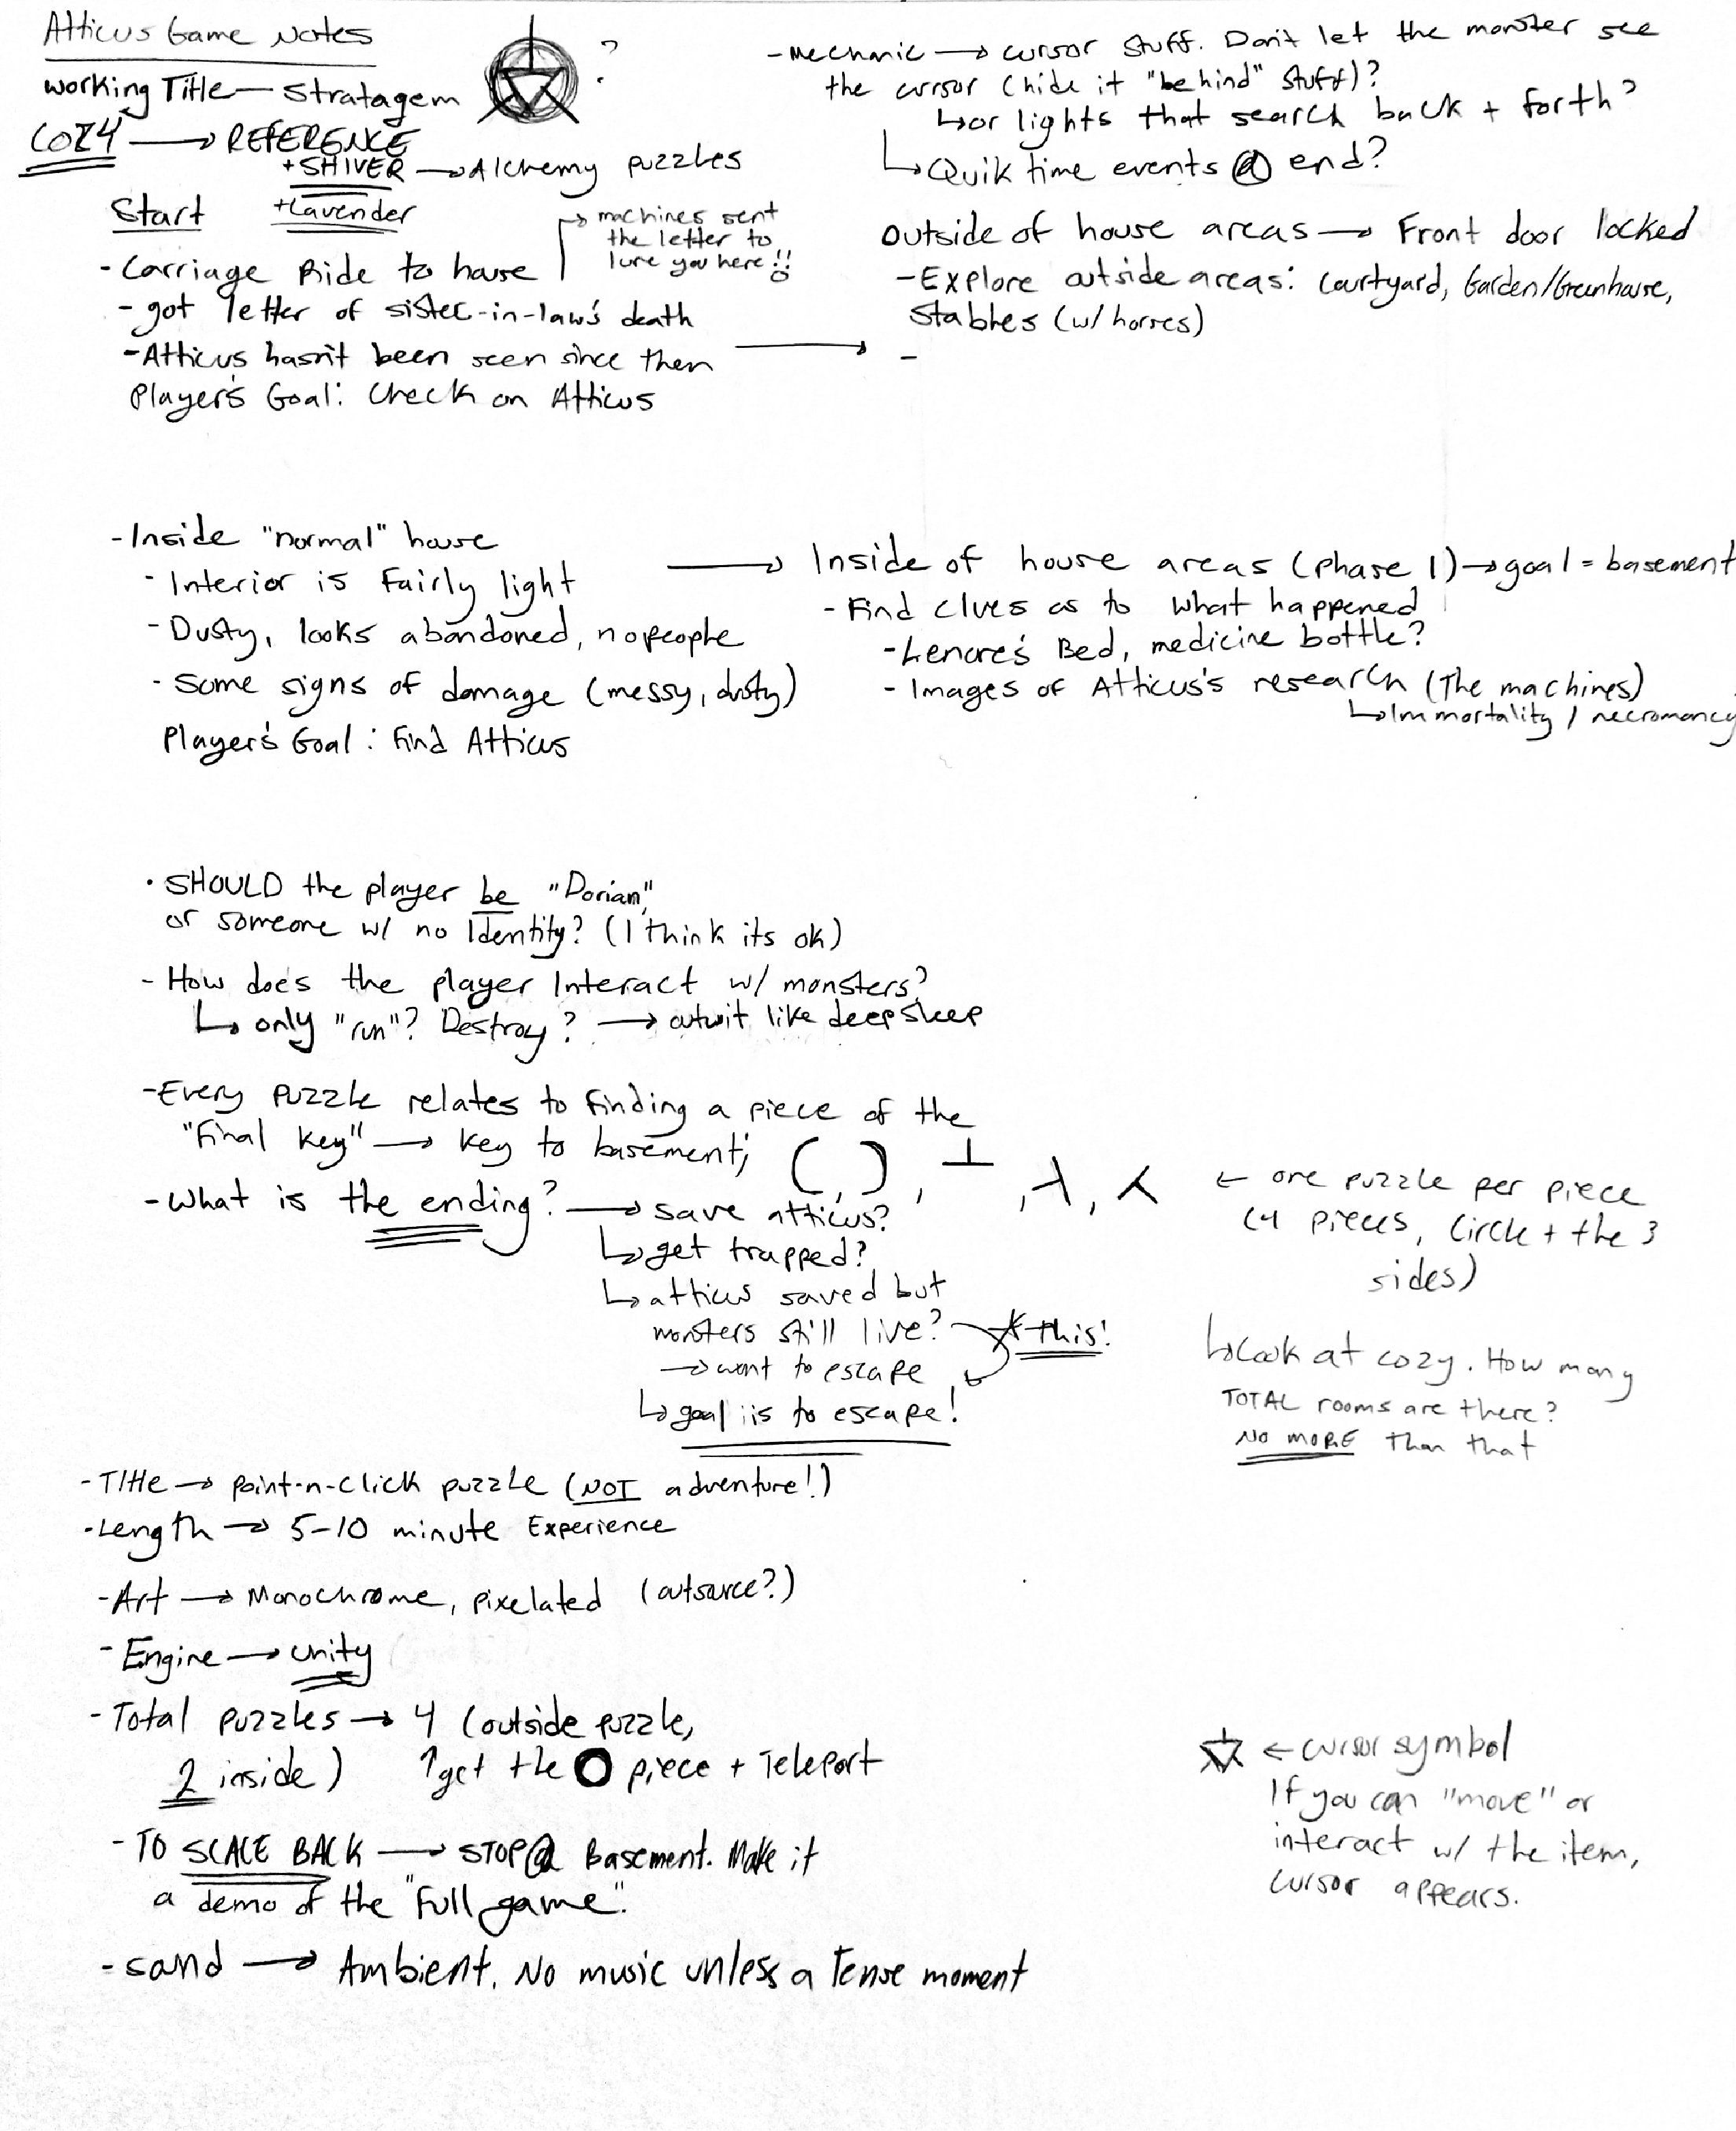 Atticus Game Notes
?
Working Title — Stratagem
COZY → REFERENCE
+SHIVER → Alchemy puzzles
+Lavender
Start
→ machines sent
the letter to
lure you here!!
- Carriage Ride to house
- got letter of sister-in-law's death
- Atticus hasn't been seen since then →
Player's Goal: Check on Atticus
- Mechanic → cursor stuff. Don't let the monster see
the cursor (hide it "behind" stuff)?
↳ or lights that search back + forth?
↳ Quik time events @ end?
Outside of house areas → Front door locked
- Explore outside areas: Courtyard, Garden/Greenhouse,
Stables (w/ horses)
-
- Inside "normal" house
- Interior is Fairly light
- Dusty, looks abandoned, no people
- Some signs of damage (messy, dusty)
Player's Goal: Find Atticus
→ Inside of house areas (phase 1) → goal = basement
- Find clues as to what happened
- Lenore's Bed, medicine bottle?
- Images of Atticus's research (The machines)
↳ Immortality / necromancy
• SHOULD the player be "Dorian",
or someone w/ no Identity? (I think its ok)
- How does the player Interact w/ monsters?
↳ only "run"? Destroy? → outwit like deep sleep
- Every puzzle relates to finding a piece of the
"Final key" → key to basement;
- What is the ending? → save atticus?
↳ get trapped?
↳ atticus saved but
monsters still live? * this!
→ want to escape
↳ goal is to escape!
← one puzzle per piece
(4 pieces, Circle + the 3
sides)
↳ Look at cozy. How many
TOTAL rooms are there?
NO MORE than that
- Title → point-n-click puzzle (NOT adventure!)
- Length → 5-10 minute Experience
- Art → Monochrome, pixelated (outsource?)
- Engine → Unity
- Total puzzles → 4 (outside puzzle,
2 inside) ↑get the O piece + Teleport
- TO SCALE BACK → STOP @ Basement. Make it
a demo of the "Full game".
- Sound → Ambient. No music unless a Tense moment
← cursor symbol
If you can "move" or
interact w/ the item,
cursor appears.